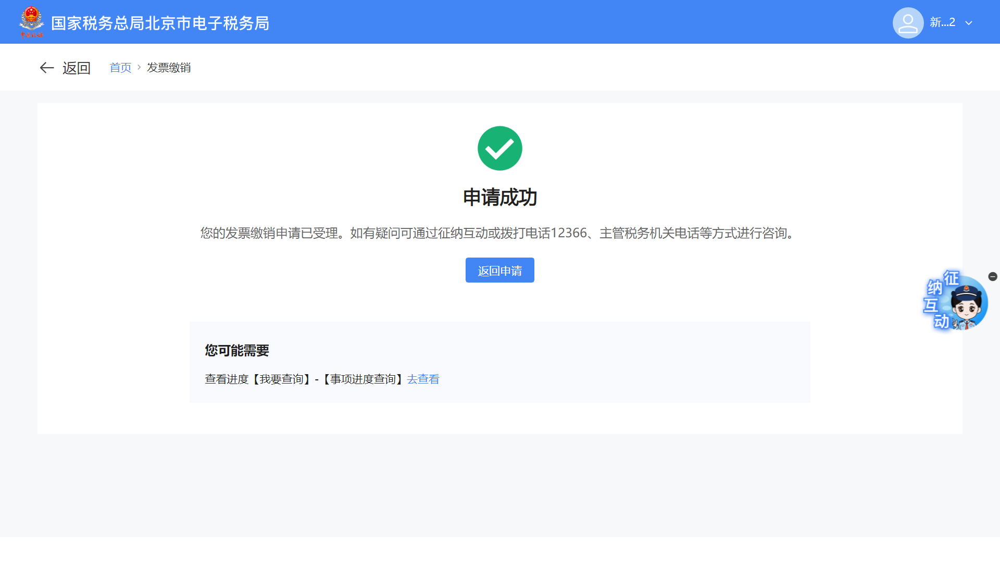 国家税务总局北京市电子税务局
新...2
返回 首页 > 发票缴销
申请成功
您的发票缴销申请已受理。如有疑问可通过征纳互动或拨打电话12366、主管税务机关电话等方式进行咨询。
返回申请
征纳互动
您可能需要
查看进度【我要查询】-【事项进度查询】去查看